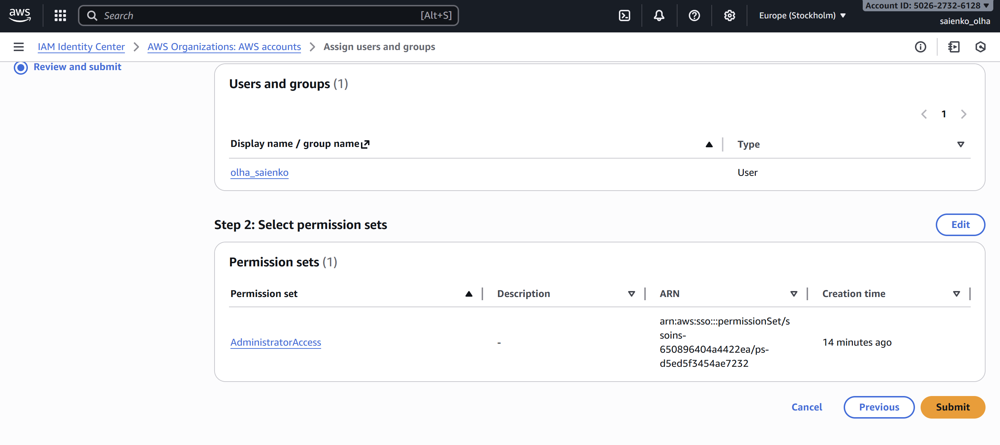 aws
Search [Alt+S]
Europe (Stockholm)
Account ID: 5026-2732-6128
saienko_olha
IAM Identity Center
AWS Organizations: AWS accounts
Assign users and groups
Review and submit
Users and groups (1)
1
Display name / group name Type
olha_saienko User
Step 2: Select permission sets
Edit
Permission sets (1)
Permission set Description ARN Creation time
AdministratorAccess - arn:aws:sso:::permissionSet/s
soins-
650896404a4422ea/ps-
d5ed5f3454ae7232
14 minutes ago
Cancel Previous Submit